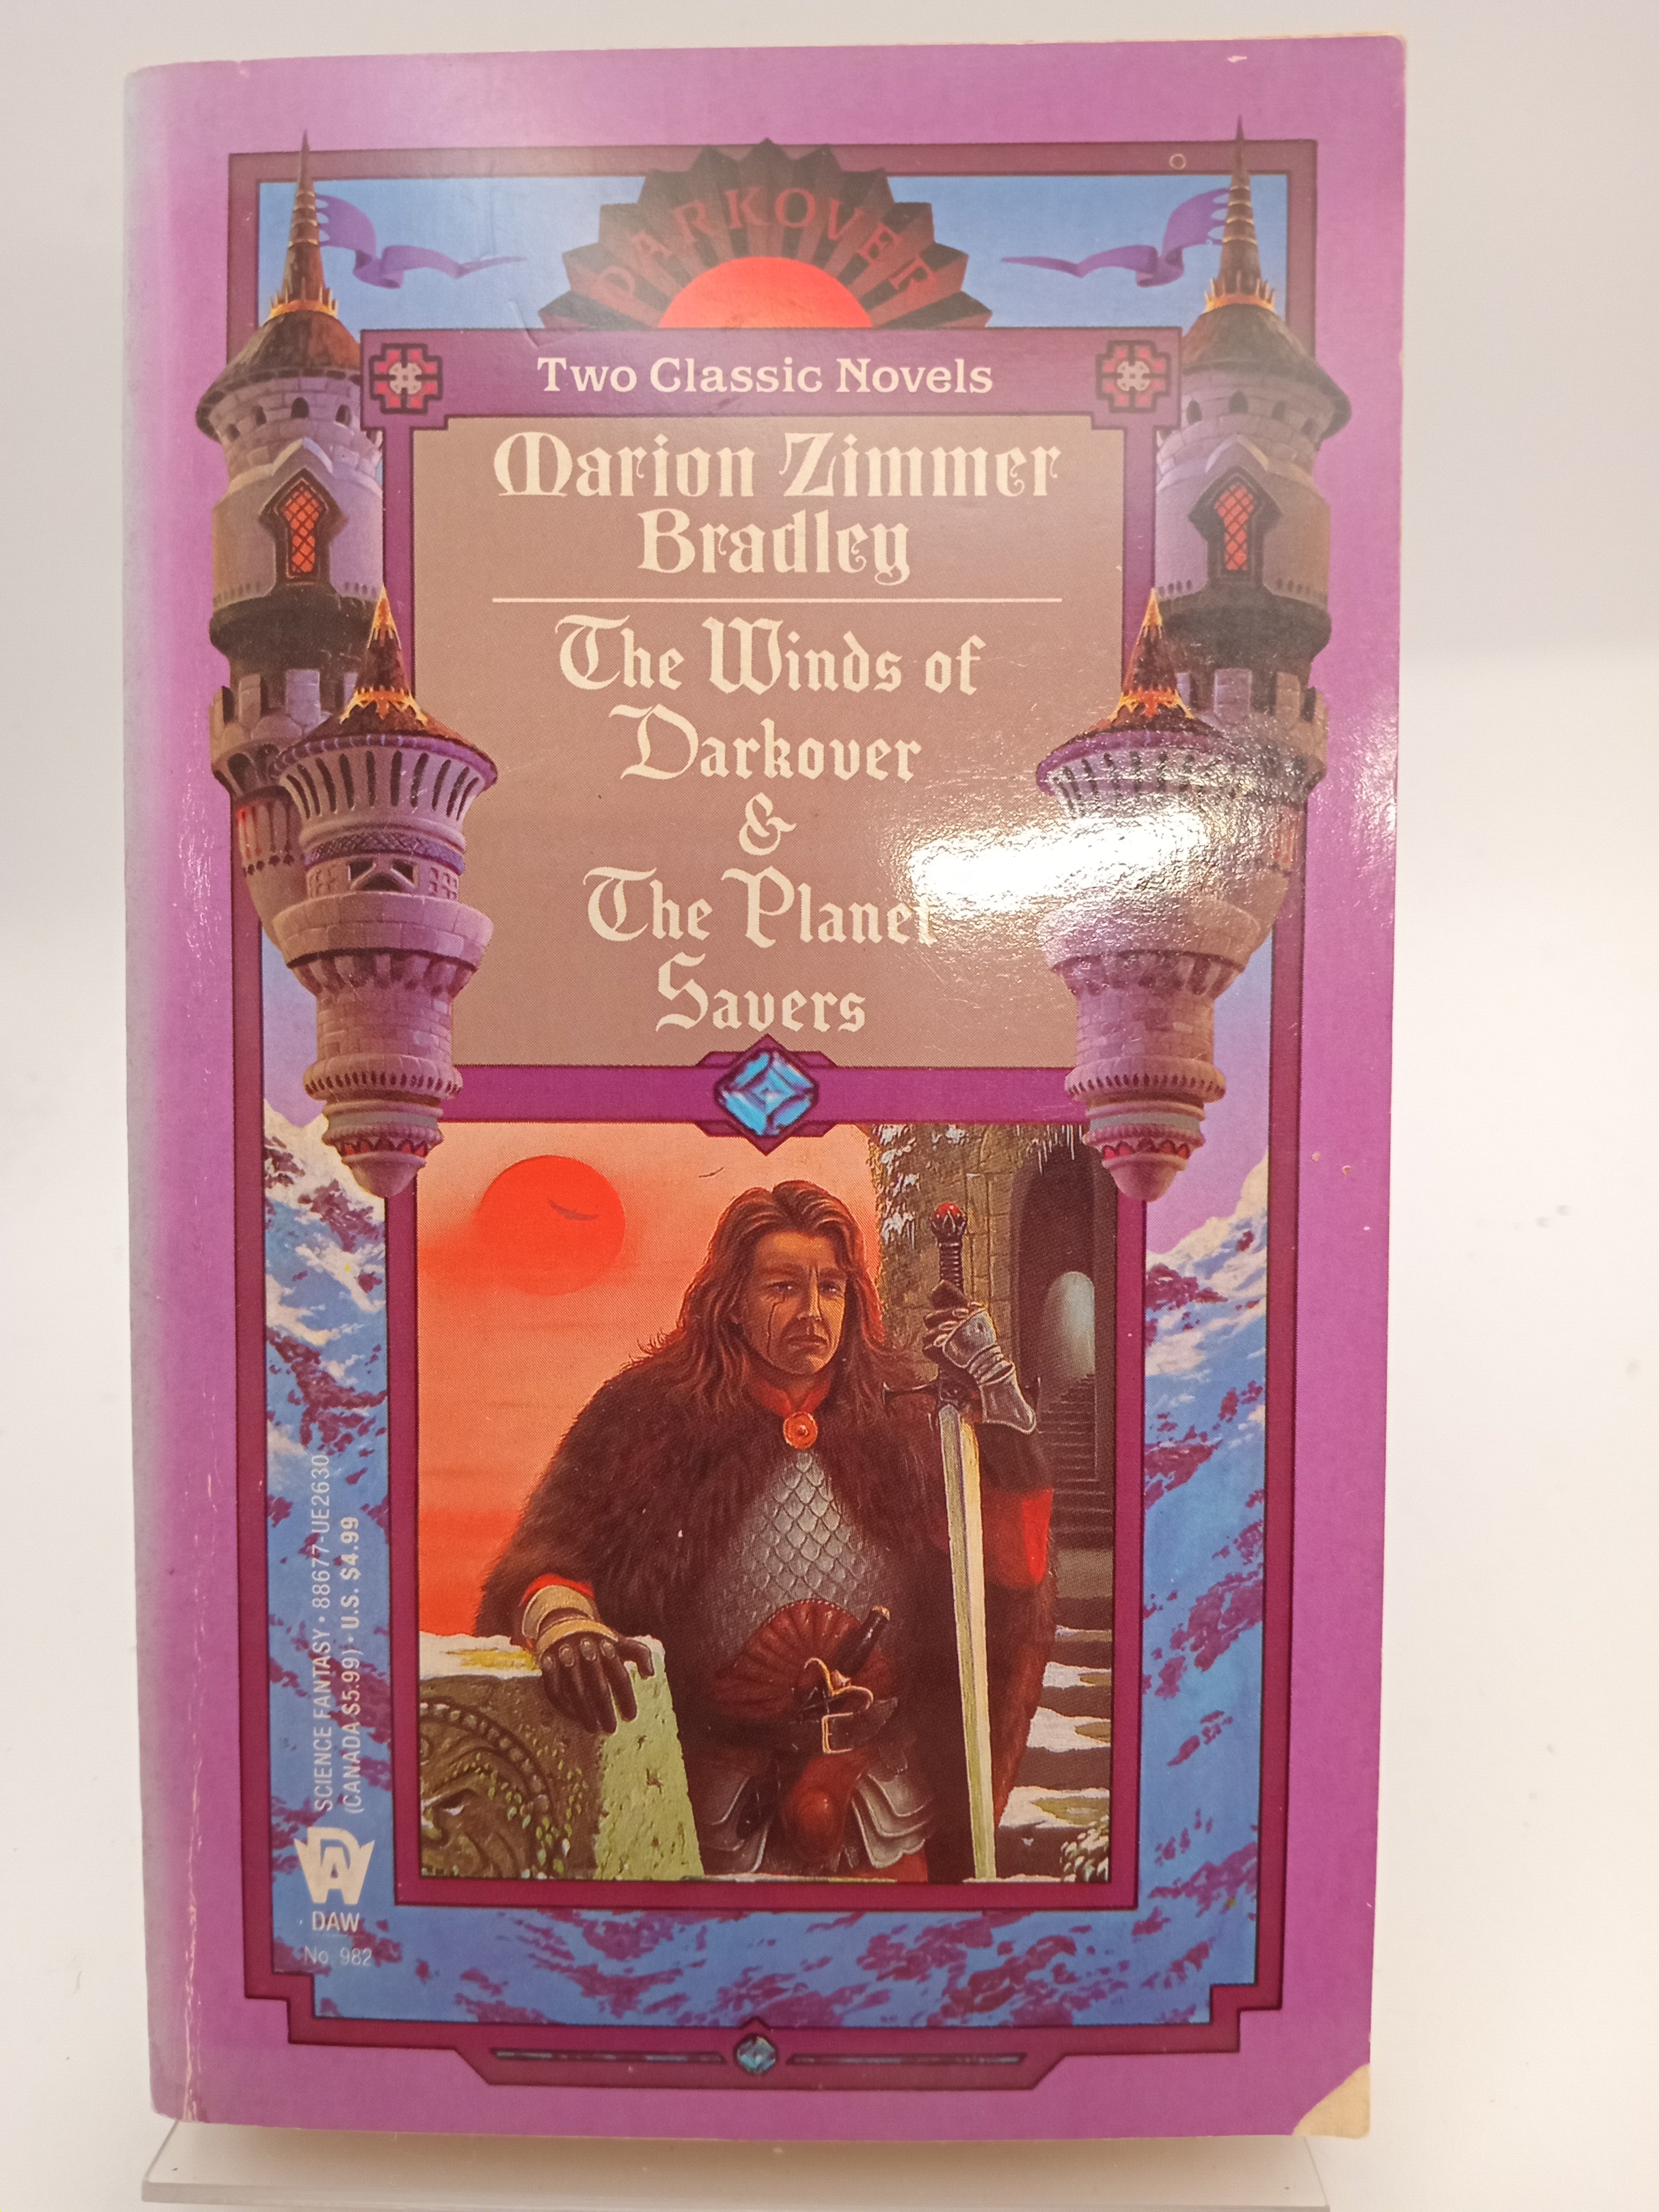 DARKOVER
Two Classic Novels
Marion Zimmer
Bradley
The Winds of
Darkover
&
The Planet
Savers
SCIENCE FANTASY • 88677-UE2630
(CANADA $5.99) • U.S. $4.99
DAW
DAW
No. 982